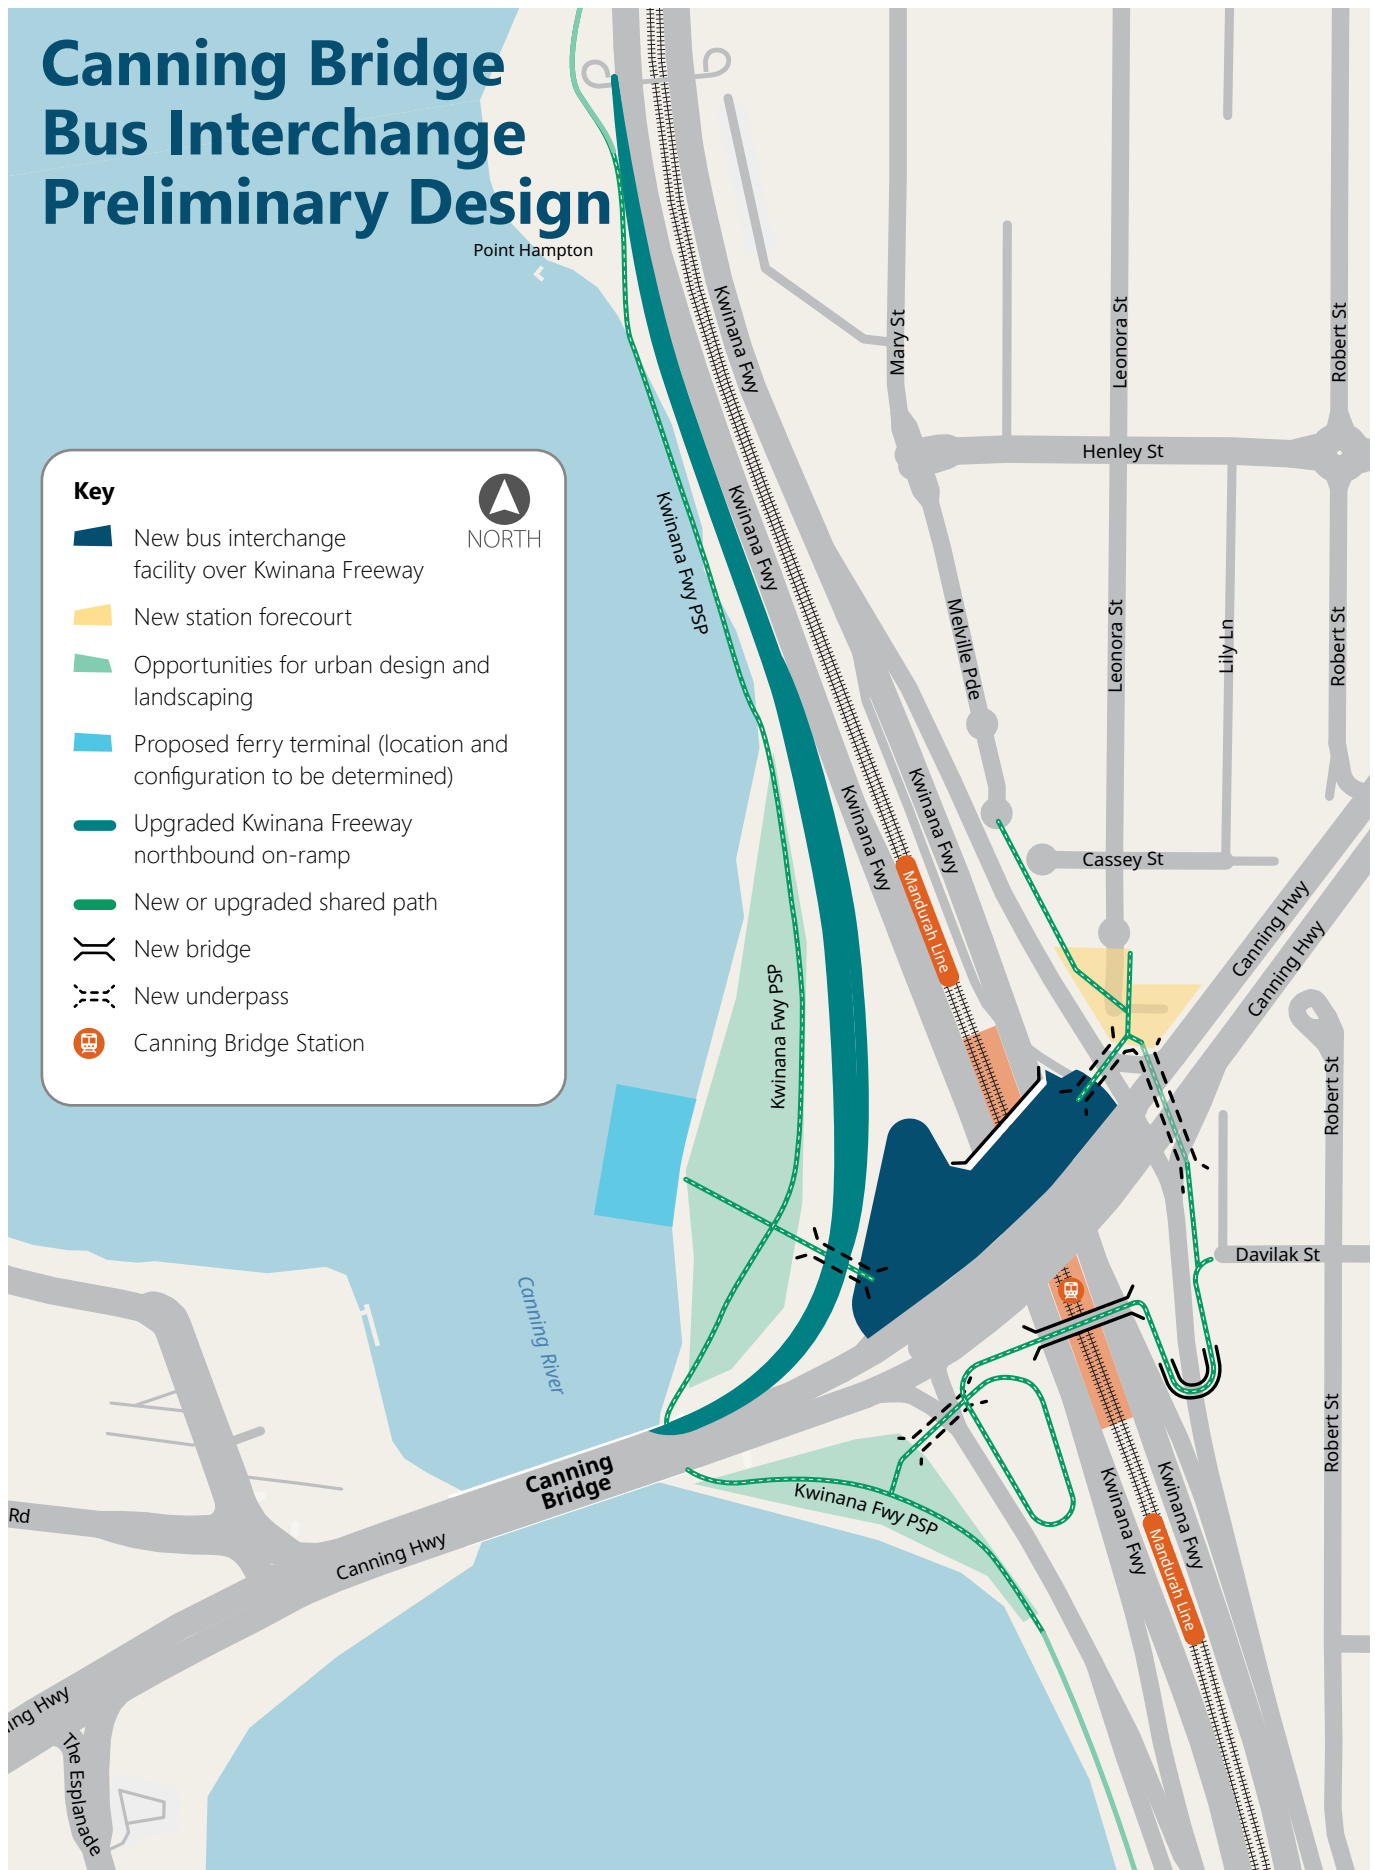 Canning Bridge
Bus Interchange
Preliminary Design
Point Hampton
Key
NORTH
New bus interchange
facility over Kwinana Freeway
New station forecourt
Opportunities for urban design and
landscaping
Proposed ferry terminal (location and
configuration to be determined)
Upgraded Kwinana Freeway
northbound on-ramp
New or upgraded shared path
New bridge
New underpass
Canning Bridge Station
Kwinana Fwy
Mary St
Leonora St
Robert St
Henley St
Kwinana Fwy
Kwinana Fwy PSP
Melville Pde
Leonora St
Lily Ln
Robert St
Kwinana Fwy
Kwinana Fwy
Cassey St
Mandurah Line
Canning Hwy
Canning Hwy
Kwinana Fwy PSP
Robert St
Davilak St
Canning River
Robert St
Canning
Bridge
Kwinana Fwy PSP
Kwinana Fwy
Kwinana Fwy
Rd
Canning Hwy
Mandurah Line
ing Hwy
The Esplanade